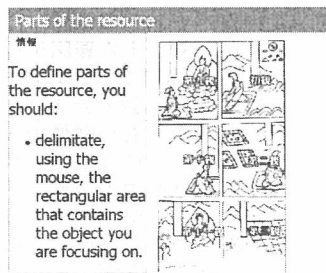 Parts of the resource
情報
To define parts of
the resource, you
should:
• delimitate,
using the
mouse, the
rectangular area
that contains
the object you
are focusing on.